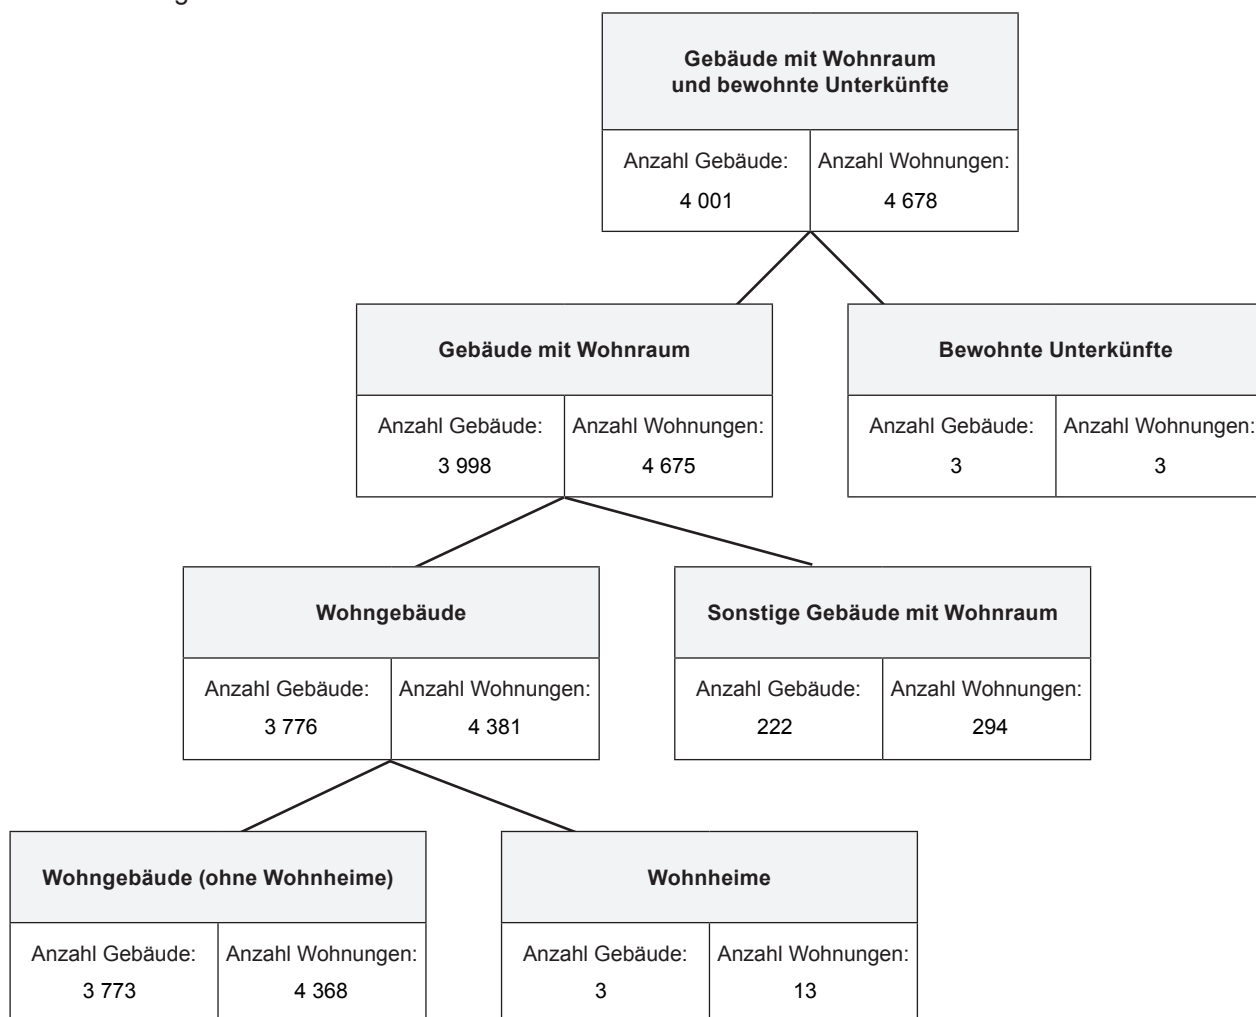 Gebäude mit Wohnraum
und bewohnte Unterkünfte
Anzahl Gebäude: Anzahl Wohnungen:
4 001 4 678
Gebäude mit Wohnraum
Bewohnte Unterkünfte
Anzahl Gebäude: Anzahl Wohnungen:
3 998 4 675
Anzahl Gebäude: Anzahl Wohnungen:
3 3
Wohngebäude
Sonstige Gebäude mit Wohnraum
Anzahl Gebäude: Anzahl Wohnungen:
3 776 4 381
Anzahl Gebäude: Anzahl Wohnungen:
222 294
Wohngebäude (ohne Wohnheime)
Wohnheime
Anzahl Gebäude: Anzahl Wohnungen:
3 773 4 368
Anzahl Gebäude: Anzahl Wohnungen:
3 13